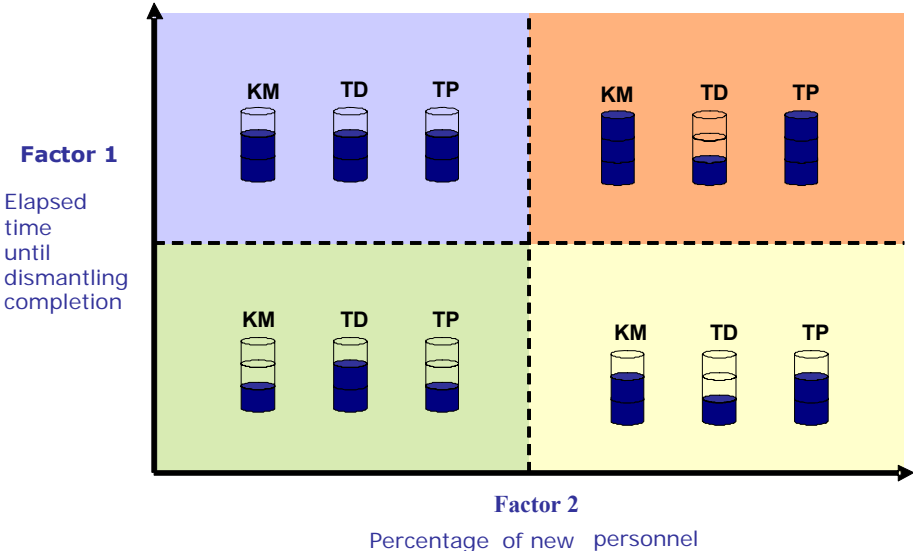 KM TD TP
KM TD TP
Factor 1
Elapsed
time
until
dismantling
completion
KM TD TP
KM TD TP
Factor 2
Percentage of new personnel